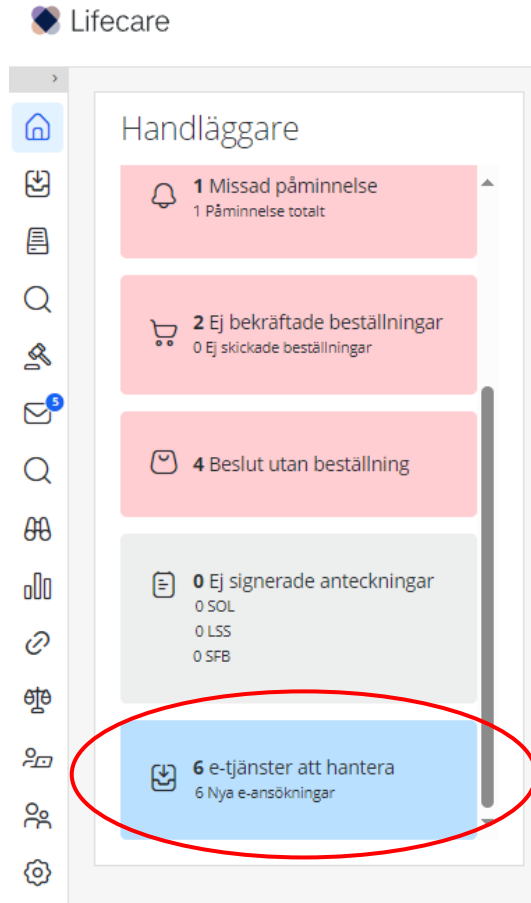 Lifecare
Handläggare
1 Missad påminnelse
1 Påminnelse totalt
2 Ej bekräftade beställningar
0 Ej skickade beställningar
5
4 Beslut utan beställning
0 Ej signerade anteckningar
0 SOL
0 LSS
0 SFB
6 e-tjänster att hantera
6 Nya e-ansökningar